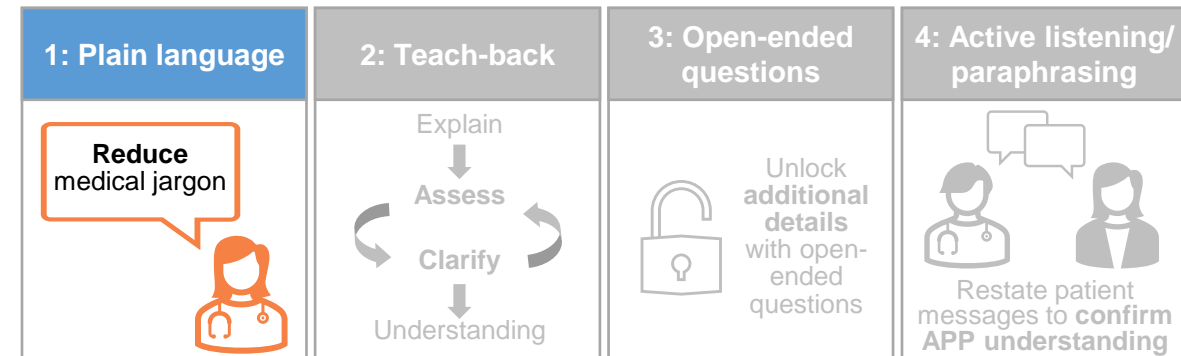 1: Plain language
Reduce
medical jargon
2: Teach-back
Explain
Assess
Clarify
Understanding
3: Open-ended
questions
Unlock
additional
details
with open-
ended
questions
4: Active listening/
paraphrasing
Restate patient
messages to confirm
APP understanding